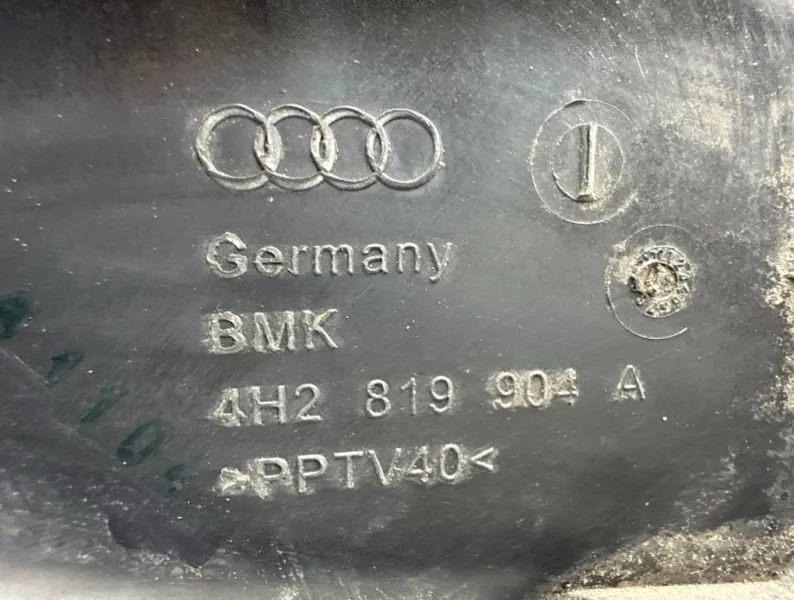 Germany
BMK
4H2 819 904 A
>PPTV40<